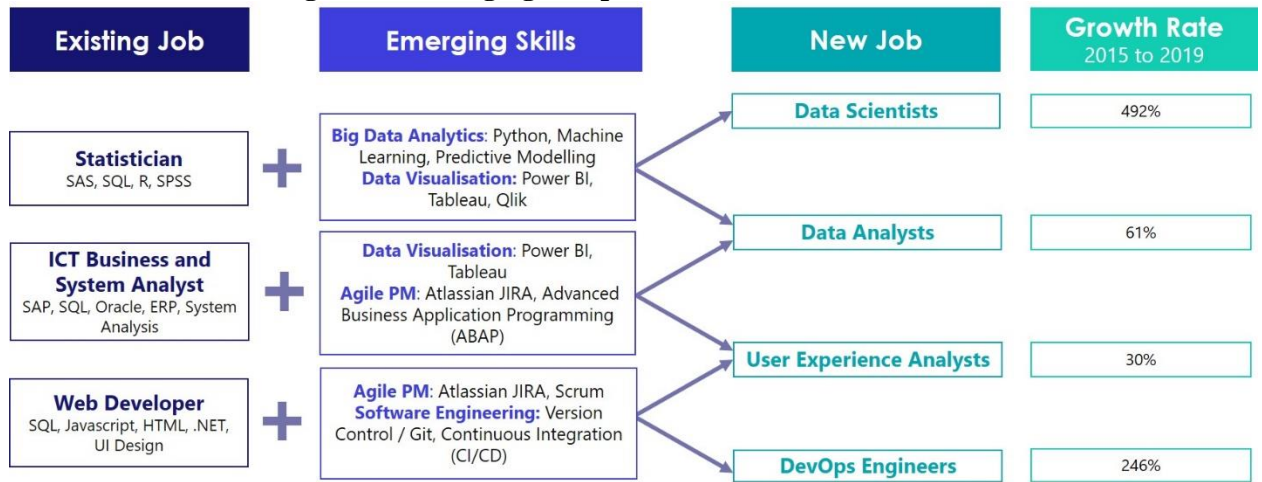 Existing Job
Emerging Skills
New Job
Growth Rate
2015 to 2019
Statistician
SAS, SQL, R, SPSS
Big Data Analytics: Python, Machine
Learning, Predictive Modelling
Data Visualisation: Power BI,
Tableau, Qlik
Data Scientists
492%
ICT Business and
System Analyst
SAP, SQL, Oracle, ERP, System
Analysis
Data Visualisation: Power BI,
Tableau
Agile PM: Atlassian JIRA, Advanced
Business Application Programming
(ABAP)
Data Analysts
61%
Web Developer
SQL, Javascript, HTML, .NET,
UI Design
Agile PM: Atlassian JIRA, Scrum
Software Engineering: Version
Control / Git, Continuous Integration
(CI/CD)
User Experience Analysts
30%
DevOps Engineers
246%